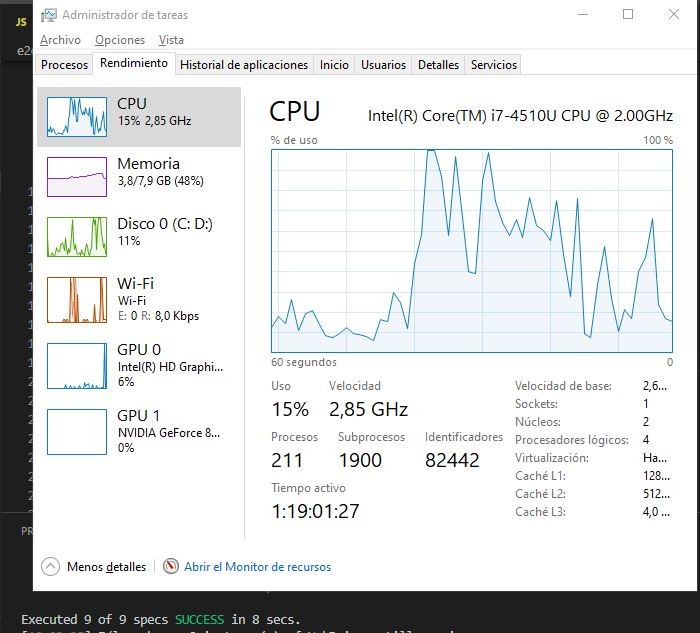 JS
Administrador de tareas
Archivo Opciones Vista
Procesos Rendimiento Historial de aplicaciones Inicio Usuarios Detalles Servicios
CPU
15% 2,85 GHz
Memoria
3,8/7,9 GB (48%)
Disco 0 (C: D:)
11%
Wi-Fi
Wi-Fi
E: 0 R: 8,0 Kbps
GPU 0
Intel(R) HD Graphi...
6%
GPU 1
NVIDIA GeForce 8...
0%
CPU Intel(R) Core(TM) i7-4510U CPU @ 2.00GHz
% de uso 100 %
60 segundos 0
Uso Velocidad
15% 2,85 GHz
Procesos Subprocesos Identificadores
211 1900 82442
Tiempo activo
1:19:01:27
Velocidad de base: 2,6...
Sockets: 1
Núcleos: 2
Procesadores lógicos: 4
Virtualización: Ha...
Caché L1: 128...
Caché L2: 512...
Caché L3: 4,0 ...
Menos detalles Abrir el Monitor de recursos
Executed 9 of 9 specs SUCCESS in 8 secs.